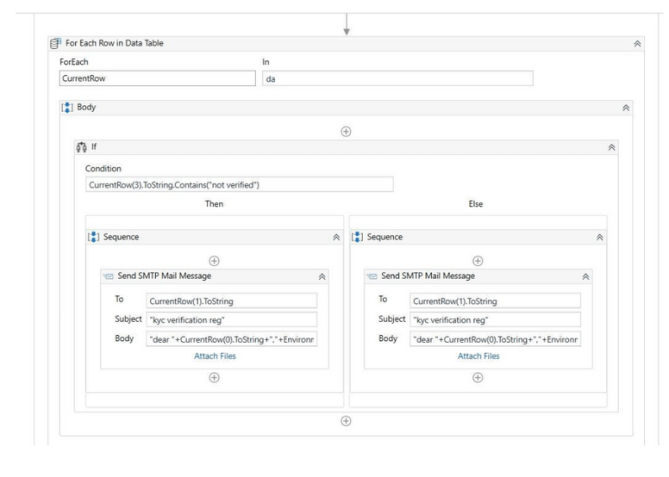 For Each Row in Data Table
ForEach In
CurrentRow da
Body
If
Condition
CurrentRow(3).ToString.Contains("not verified")
Then Else
Sequence Sequence
Send SMTP Mail Message Send SMTP Mail Message
To CurrentRow(1).ToString To CurrentRow(1).ToString
Subject "kyc verification reg" Subject "kyc verification reg"
Body "dear "+CurrentRow(0).ToString+","+Environr Body "dear "+CurrentRow(0).ToString+","+Environr
Attach Files Attach Files